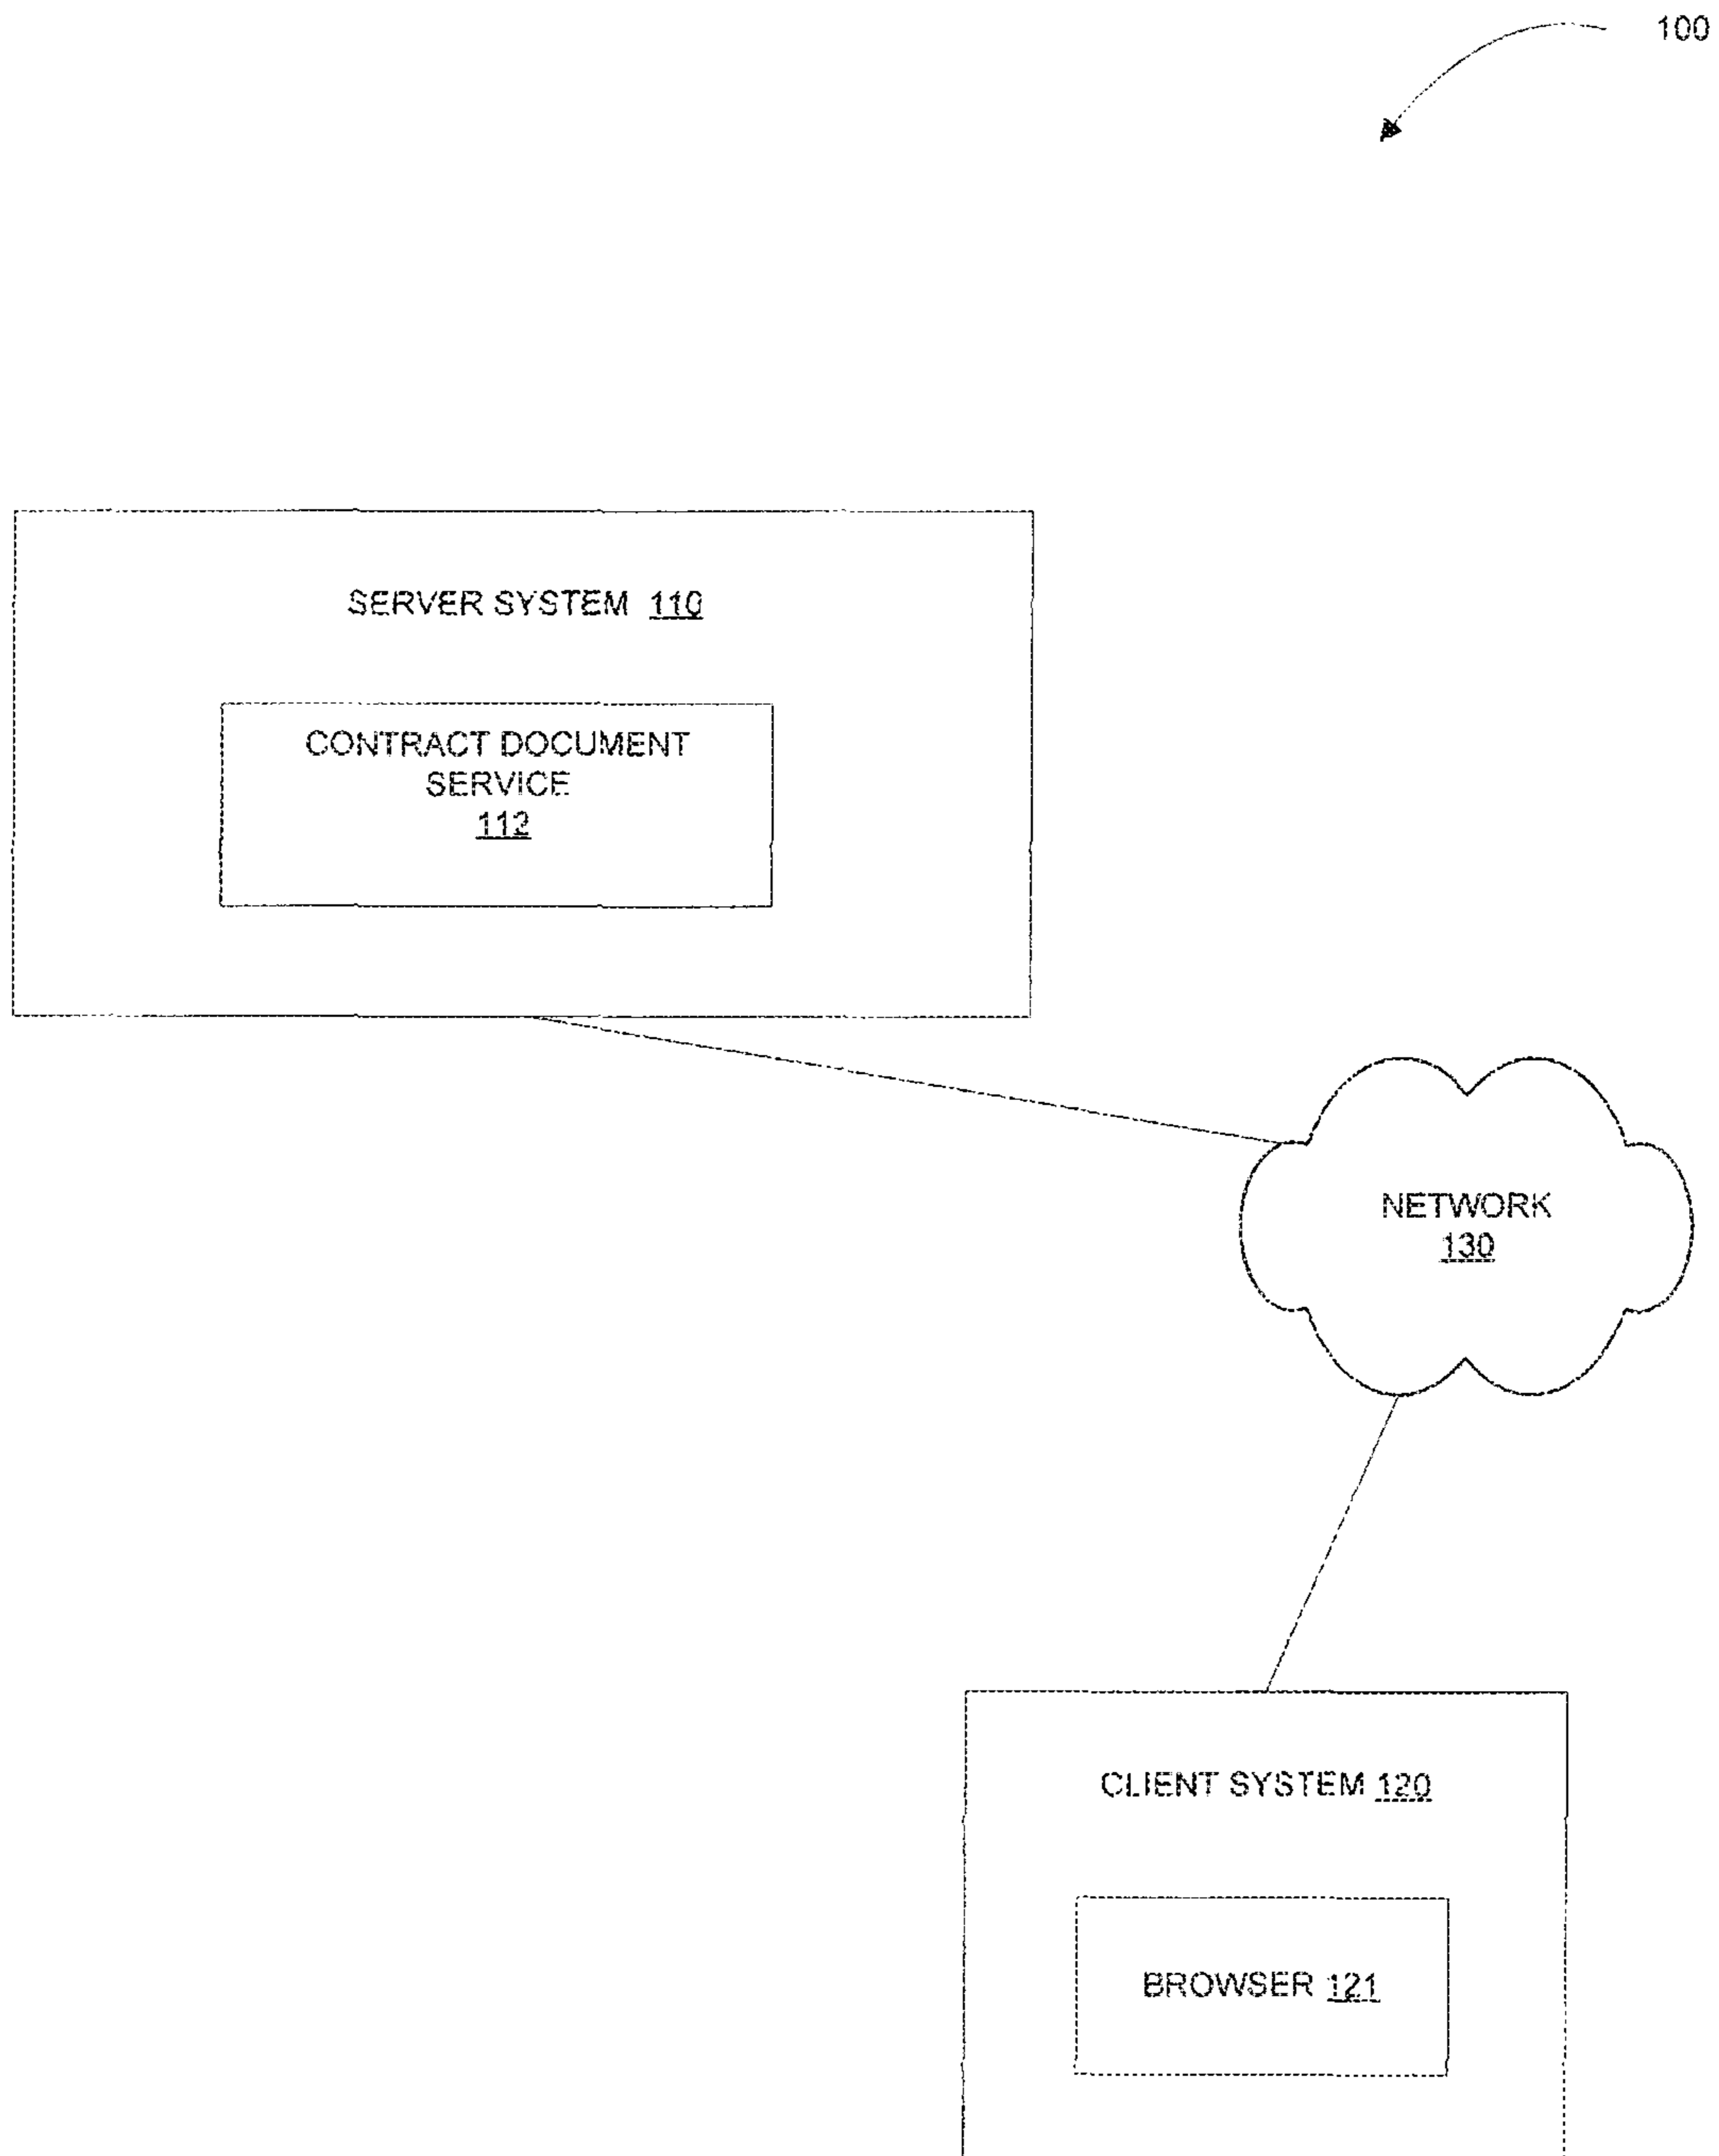 100
SERVER SYSTEM 110
CONTRACT DOCUMENT
SERVICE
112
NETWORK
130
CLIENT SYSTEM 120
BROWSER 121